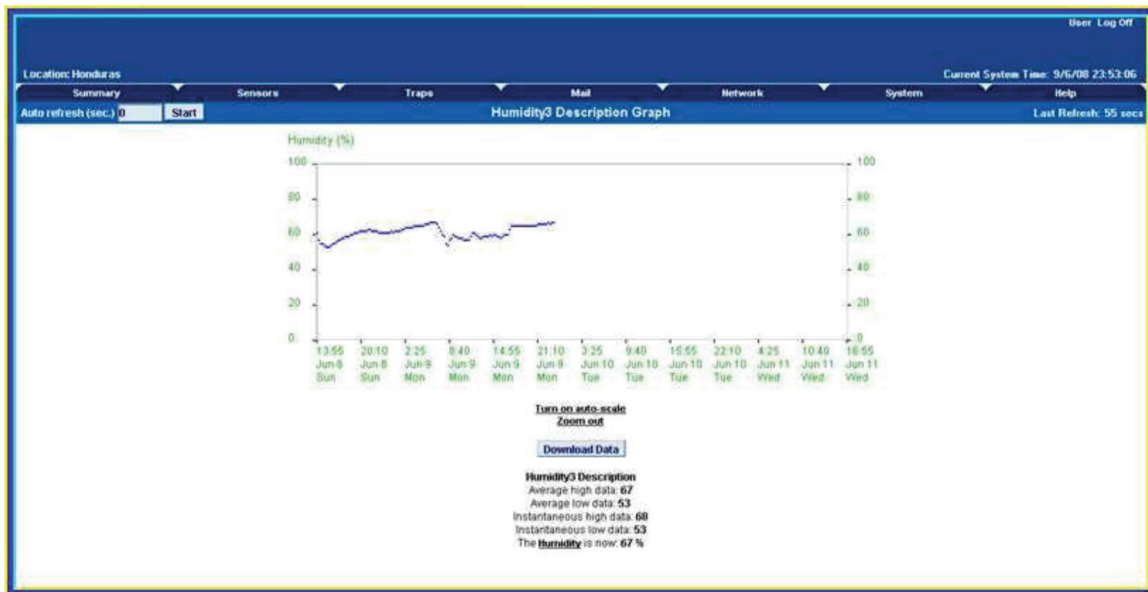 User Log Off
Location: Honduras
Current System Time: 9/6/08 23:53:06
Summary Sensors Traps Mail Network System Help
Auto refresh (sec.) 0 Start Humidity3 Description Graph Last Refresh: 55 secs
Humidity (%)
100 100
80 80
60 60
40 40
20 20
0 0
13:55 20:10 2:25 8:40 14:55 21:10 3:25 9:40 15:55 22:10 4:25 10:40 16:55
Jun 8 Jun 8 Jun 9 Jun 9 Jun 9 Jun 9 Jun 10 Jun 10 Jun 10 Jun 10 Jun 11 Jun 11 Jun 11
Sun Sun Mon Mon Mon Mon Tue Tue Tue Tue Wed Wed Wed
Turn on auto-scale
Zoom out
Download Data
Humidity3 Description
Average high data: 67
Average low data: 53
Instantaneous high data: 68
Instantaneous low data: 53
The Humidity is now: 67 %